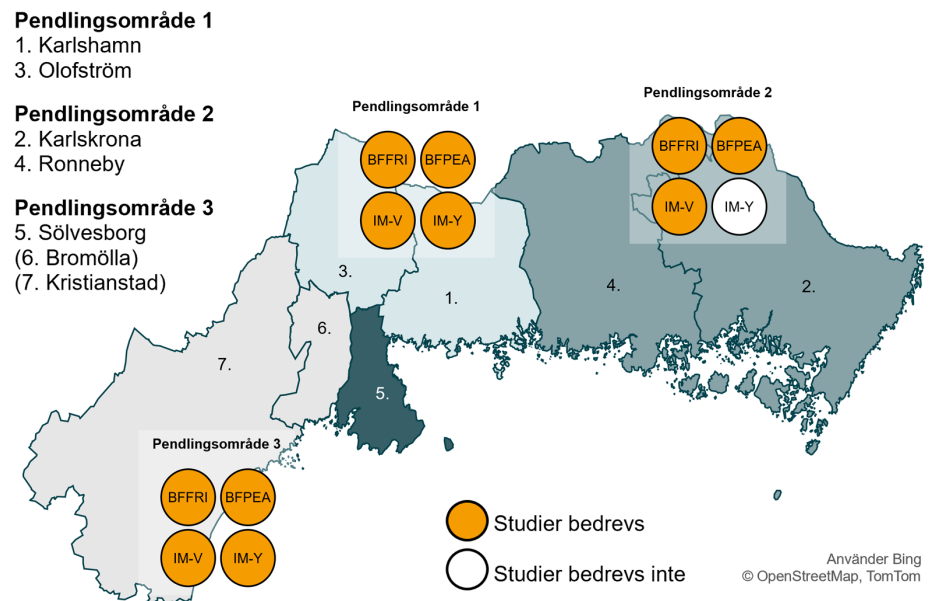 Pendlingsområde 1
1. Karlshamn
3. Olofström
Pendlingsområde 2
2. Karlskrona
4. Ronneby
Pendlingsområde 3
5. Sölvesborg
(6. Bromölla)
(7. Kristianstad)
Pendlingsområde 1
BFFRI BFPEA
IM-V IM-Y
Pendlingsområde 2
BFFRI BFPEA
IM-V IM-Y
3.
1.
4.
2.
6.
7.
5.
Pendlingsområde 3
BFFRI BFPEA
IM-V IM-Y
Studier bedrevs
Studier bedrevs inte
Använder Bing
© OpenStreetMap, TomTom